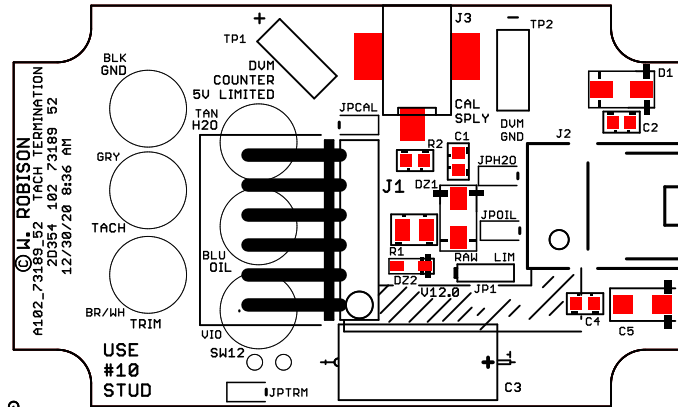 © W. ROBISON
A102_73189_52 TACH TERMINATION
2D354 102 73189 52
12/30/20 8:36 AM
BLK
GND
GRY
TACH
BR/WH
TRIM
USE
#10
STUD
+
TP1
DVM
COUNTER
5V LIMITED
TAN
H2O
BLU
OIL
VIO
SW12
JPTRM
JPCAL
J1
J3
CAL
SPLY
-
TP2
DVM
GND
R2
C1
DZ1
JPH2O
JPOIL
R1
DZ2
RAW LIM
JP1
V12.0
+
C3
J2
D1
C2
C4
C5